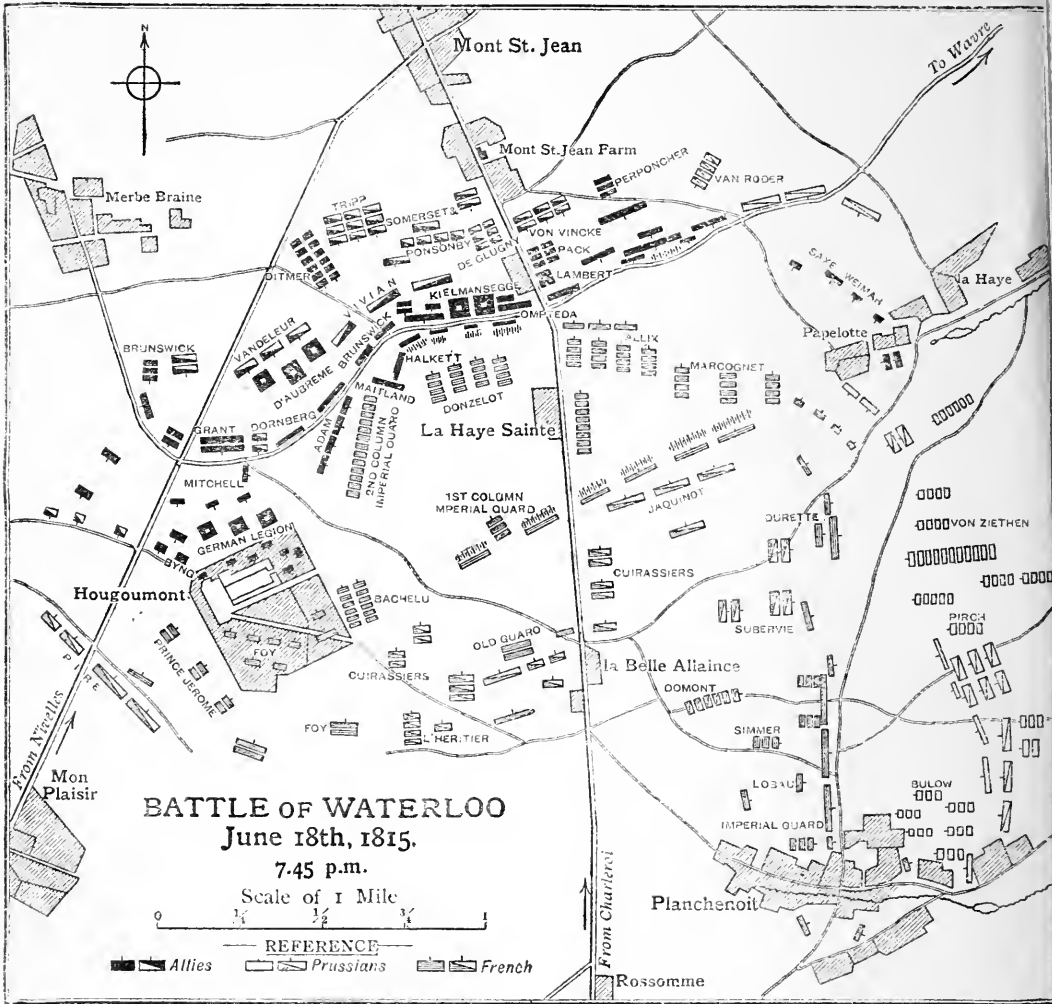 N
Mont St. Jean
To Wavre
Mont St. Jean Farm
PERPONCHER
VAN RODER
Merbe Braine
TRIPP
SOMERSET
PONSONBY
VON VINCKE
PACK
LAMBERT
DITMER
VIVIAN
KIELMANSEGGE
OMPTEDA
SAXE WEIMAR
la Haye
Papelotte
BRUNSWICK
VANDELEUR
BRUNSWICK
D'AUBREME
HALKETT
MAITLAND
DONZELOT
ALLIX
MARCOGNET
GRANT
DORNBERG
ADAM
2ND COLUMN
IMPERIAL GUARD
La Haye Sainte
MITCHELL
1ST COLUMN
MPERIAL GUARD
JAQUINOT
GERMAN LEGION
BYNG
DURETTE
VON ZIETHEN
Hougoumont
BACHELU
CUIRASSIERS
SUBERVIE
PIRCH
FOY
OLD GUARD
PRINCE JEROME
CUIRASSIERS
la Belle Alliaince
DOMONT
PIRE
FOY
L'HERITIER
SIMMER
From Nivelles
Mon
Plaisir
LOBAU
BULOW
IMPERIAL GUARD
BATTLE OF WATERLOO
June 18th, 1815.
7.45 p.m.
Scale of 1 Mile
0 1/4 1/2 3/4 1
REFERENCE
Allies Prussians French
From Charleroi
Planchenoit
Rossomme